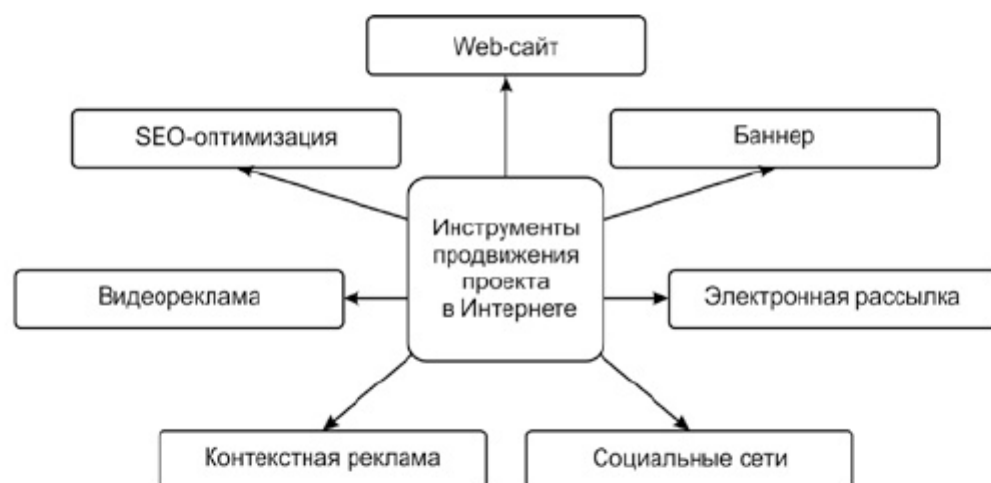 Web-сайт
SEO-оптимизация
Баннер
Инструменты
продвижения
проекта
в Интернете
Видеореклама
Электронная рассылка
Контекстная реклама
Социальные сети